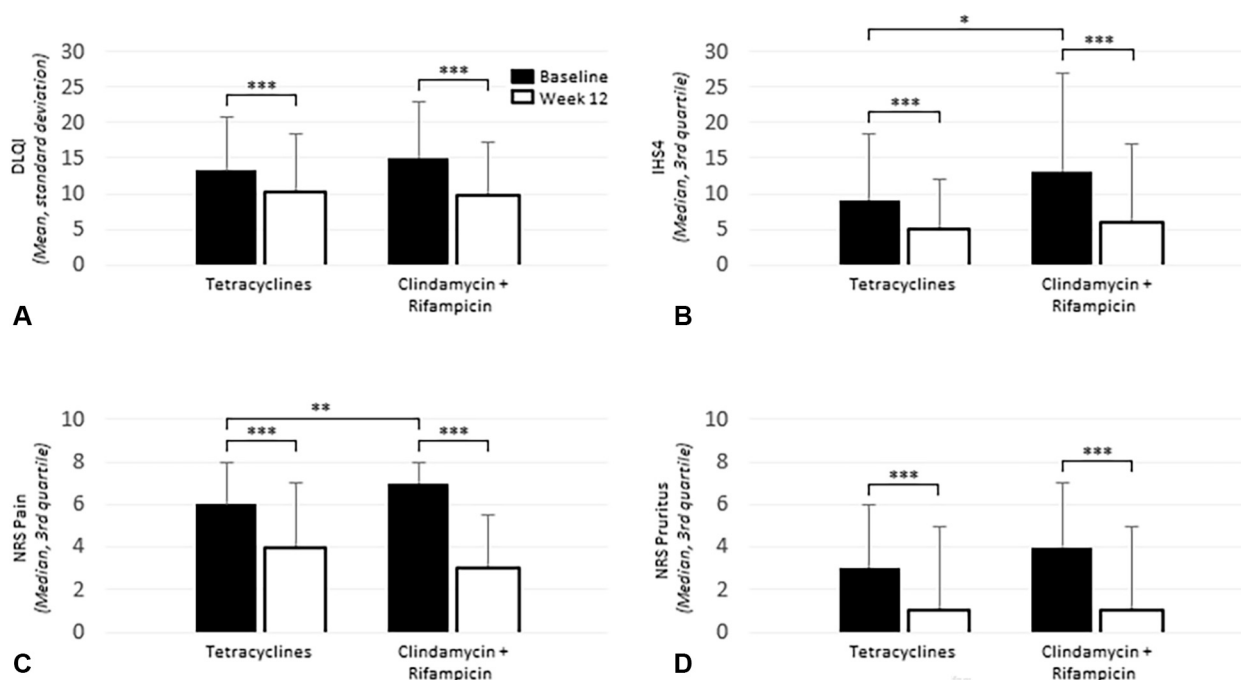 DLQI
(Mean, standard deviation)
30
25
20
15
10
5
0
***
***
Baseline
Week 12
Tetracyclines
Clindamycin +
Rifampicin
A
IHS4
(Median, 3rd quartile)
30
25
20
15
10
5
0
*
***
***
Tetracyclines
Clindamycin +
Rifampicin
B
NRS Pain
(Median, 3rd quartile)
10
8
6
4
2
0
**
***
***
Tetracyclines
Clindamycin +
Rifampicin
C
NRS Pruritus
(Median, 3rd quartile)
10
8
6
4
2
0
***
***
Tetracyclines
Clindamycin +
Rifampicin
D